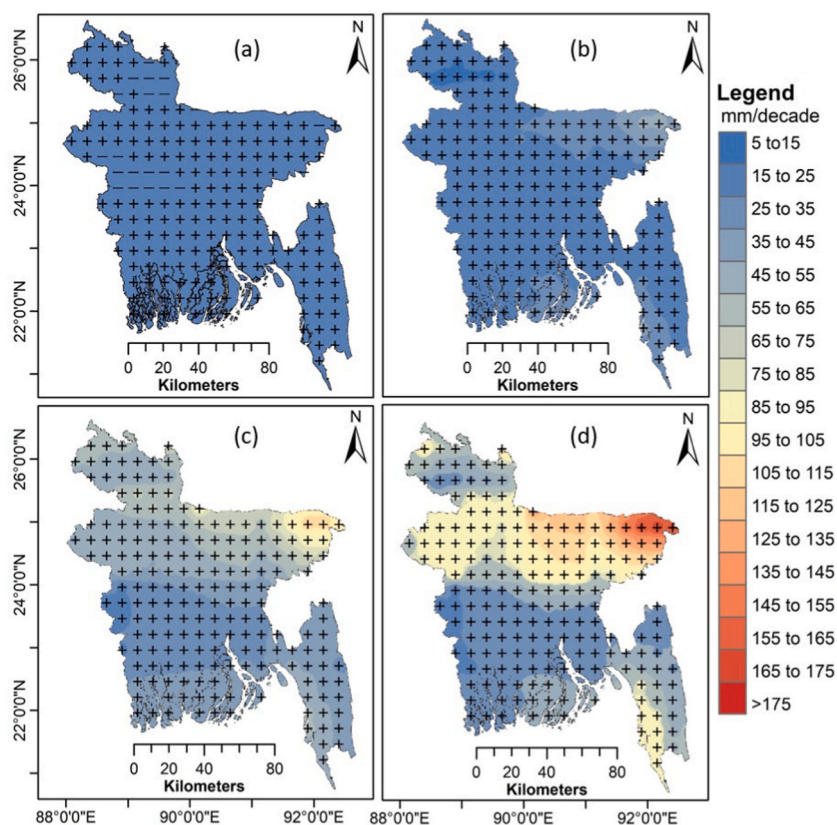 N
(a)
26°0'0"N
24°0'0"N
22°0'0"N
0 20 40 60 80
Kilometers
N
(b)
0 20 40 60 80
Kilometers
Legend
mm/decade
5 to15
15 to 25
25 to 35
35 to 45
45 to 55
55 to 65
65 to 75
75 to 85
85 to 95
95 to 105
105 to 115
115 to 125
125 to 135
135 to 145
145 to 155
155 to 165
165 to 175
>175
N
(c)
26°0'0"N
24°0'0"N
22°0'0"N
0 20 40 60 80
Kilometers
88°0'0"E 90°0'0"E 92°0'0"E
N
(d)
0 20 40 60 80
Kilometers
88°0'0"E 90°0'0"E 92°0'0"E